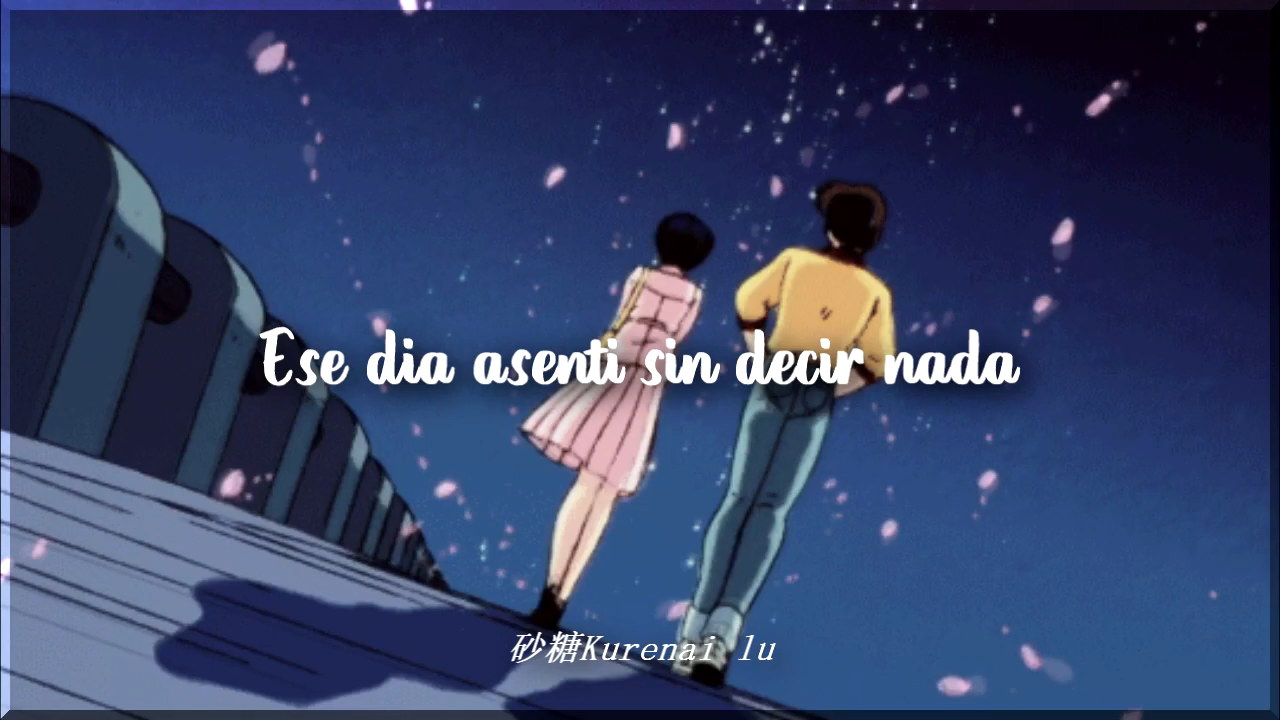 Ese dia asenti sin decir nada
砂糖Kurenai lu